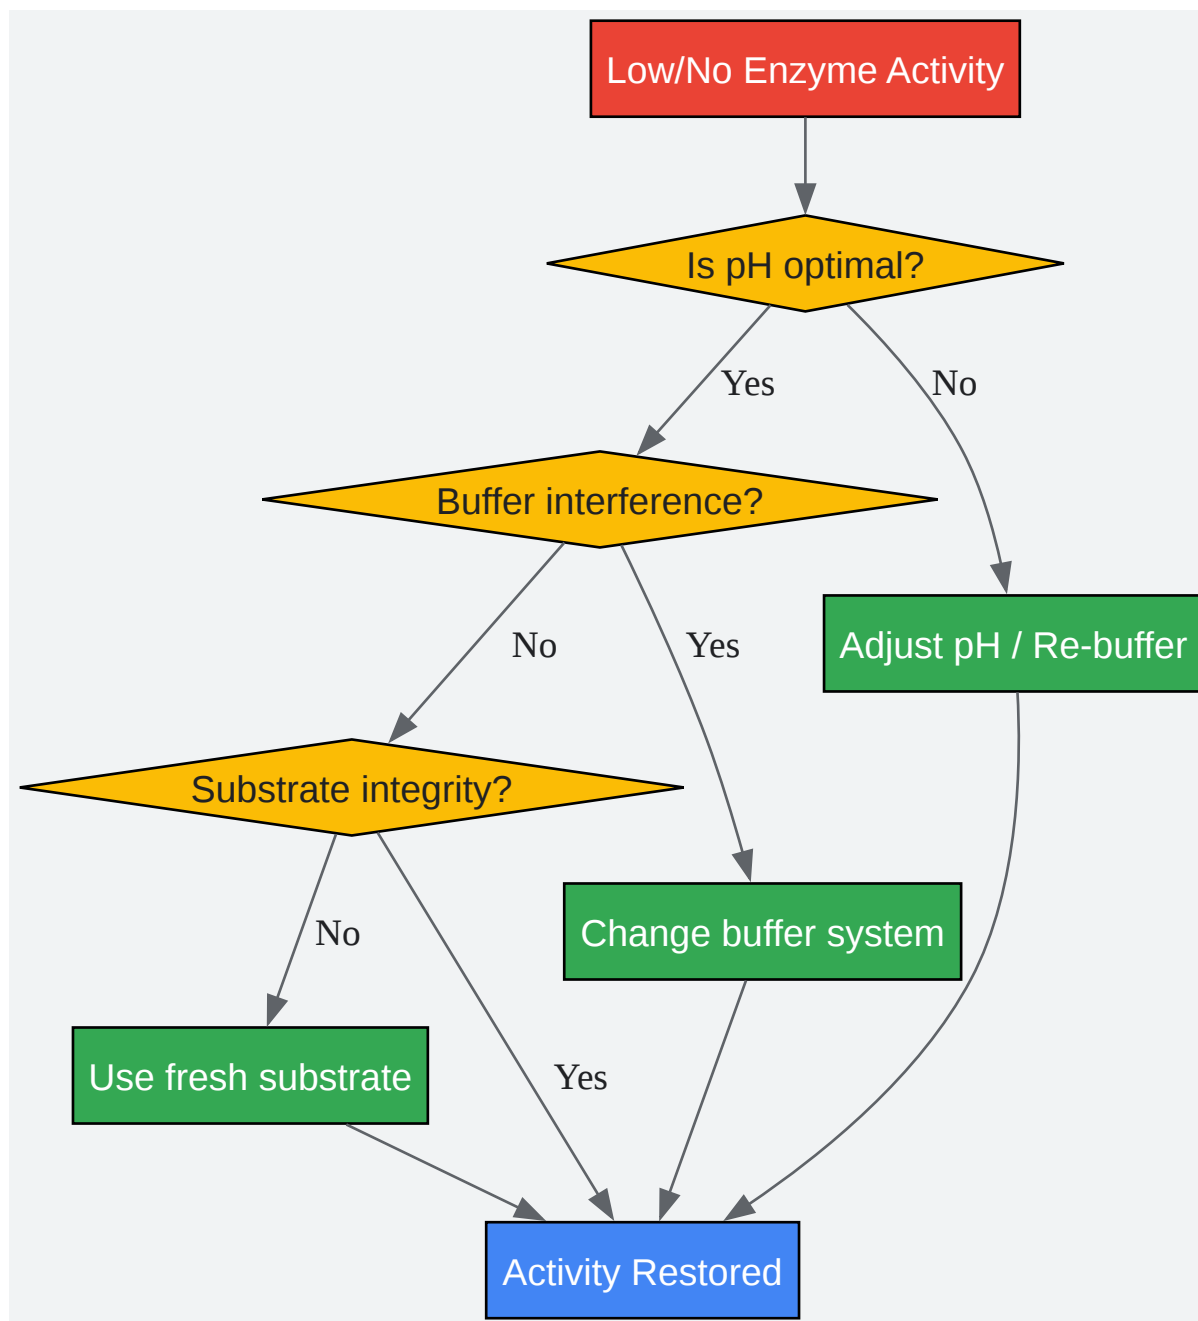 Low/No Enzyme Activity
Is pH optimal?
Yes
No
Buffer interference?
No
Yes
Adjust pH / Re-buffer
Substrate integrity?
No
Change buffer system
Use fresh substrate
Yes
Activity Restored